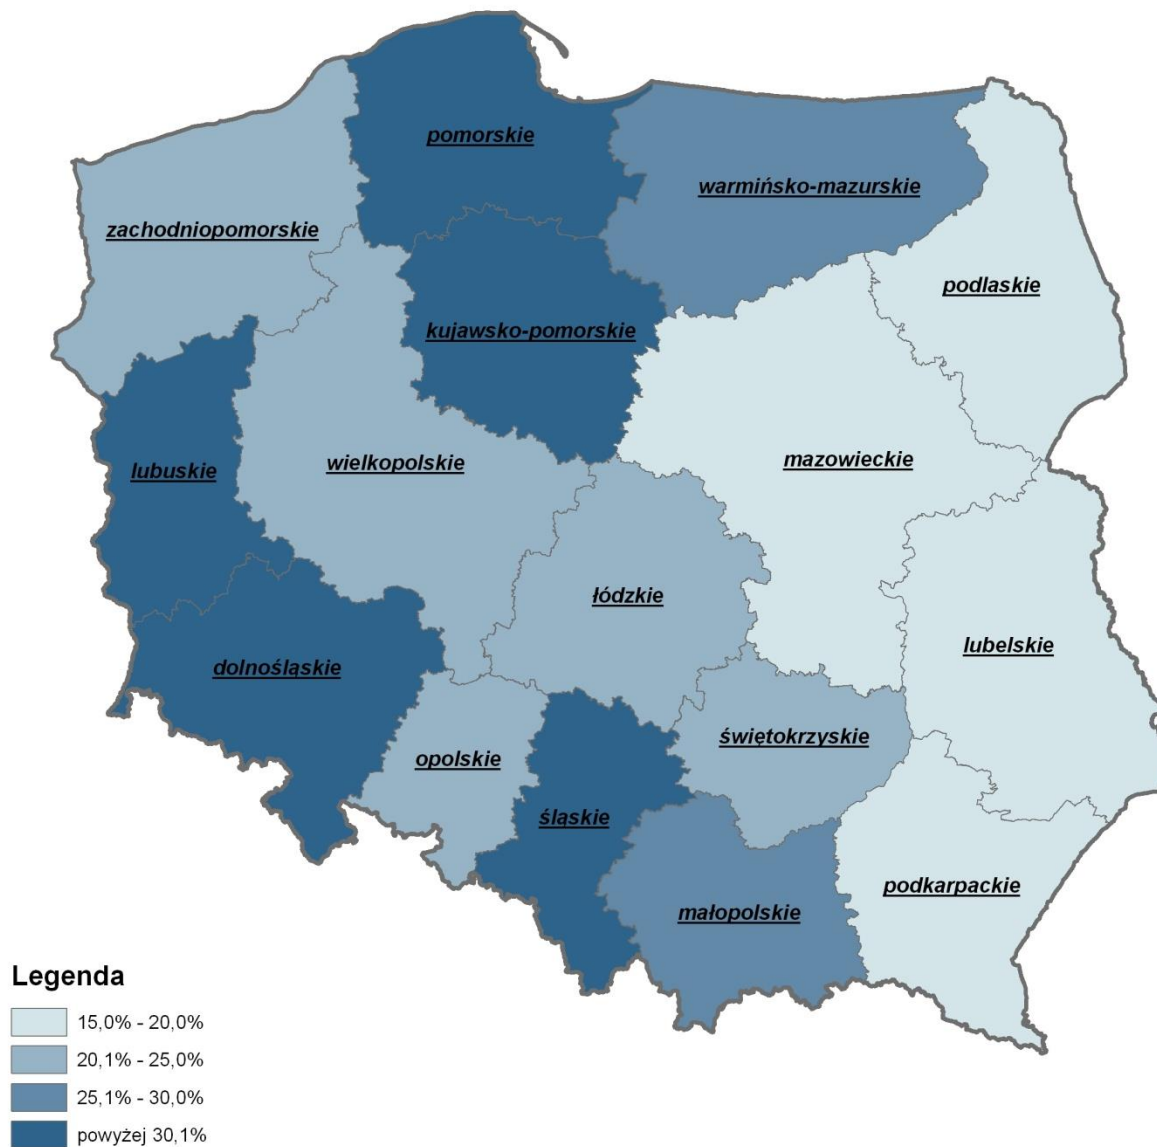 pomorskie
warmińsko-mazurskie
zachodniopomorskie
podlaskie
kujawsko-pomorskie
mazowieckie
wielkopolskie
lubuskie
łódzkie
lubelskie
dolnośląskie
świętokrzyskie
opolskie
śląskie
podkarpackie
małopolskie
Legenda
15,0% - 20,0%
20,1% - 25,0%
25,1% - 30,0%
powyżej 30,1%